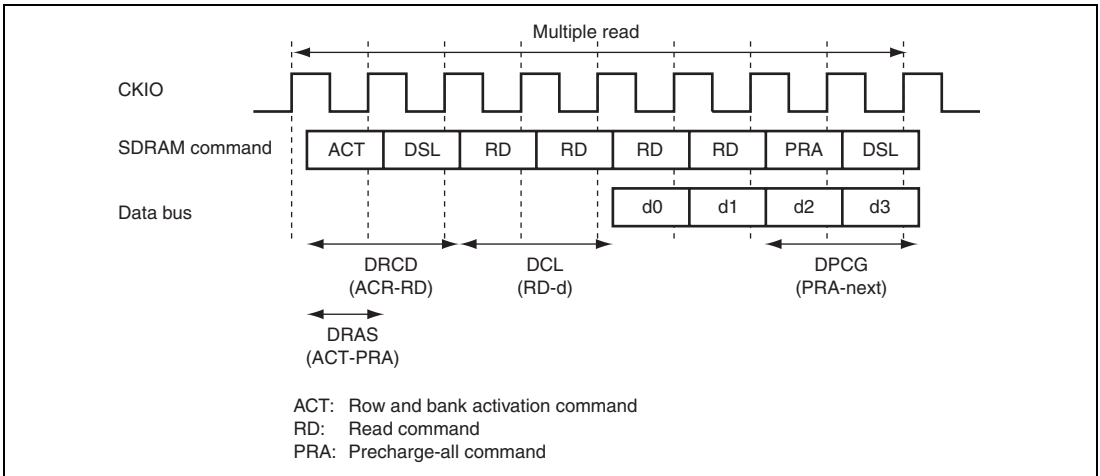 Multiple read
CKIO
SDRAM command ACT DSL RD RD RD RD PRA DSL
Data bus d0 d1 d2 d3
DRCD DCL DPCG
(ACR-RD) (RD-d) (PRA-next)
DRAS
(ACT-PRA)
ACT: Row and bank activation command
RD: Read command
PRA: Precharge-all command